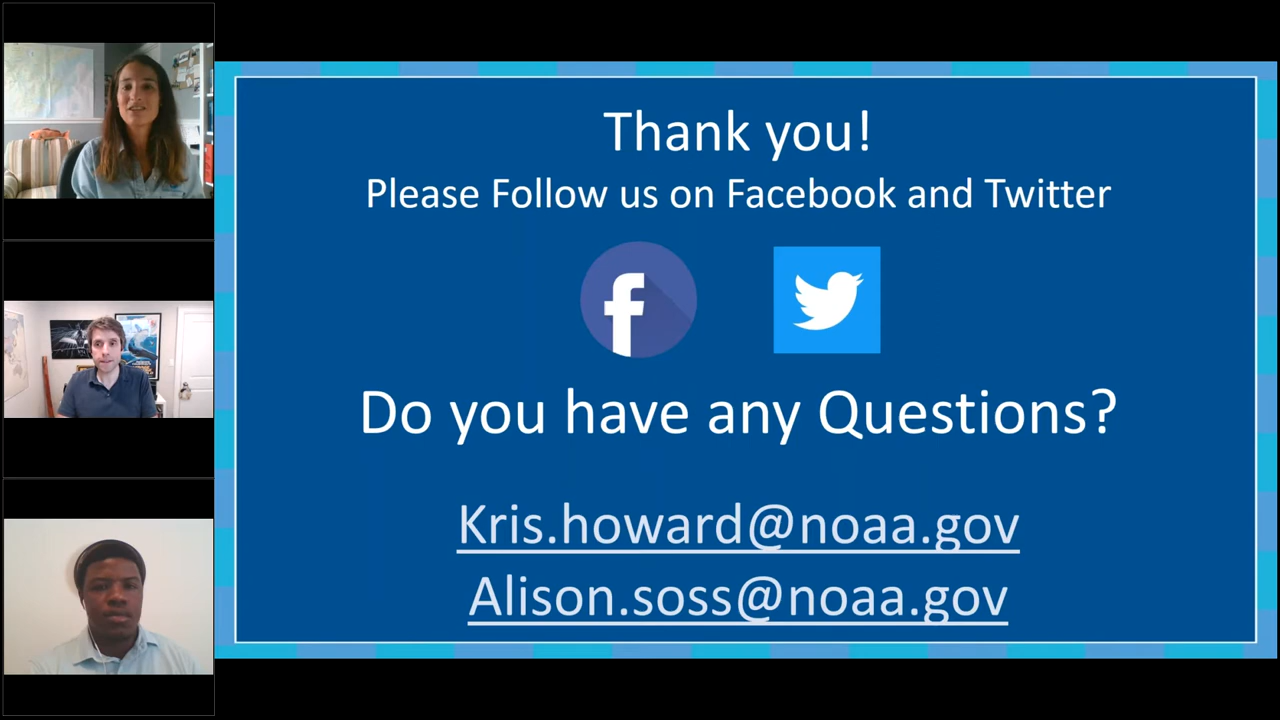 Thank you!
Please Follow us on Facebook and Twitter
Do you have any Questions?
Kris.howard@noaa.gov
Alison.soss@noaa.gov